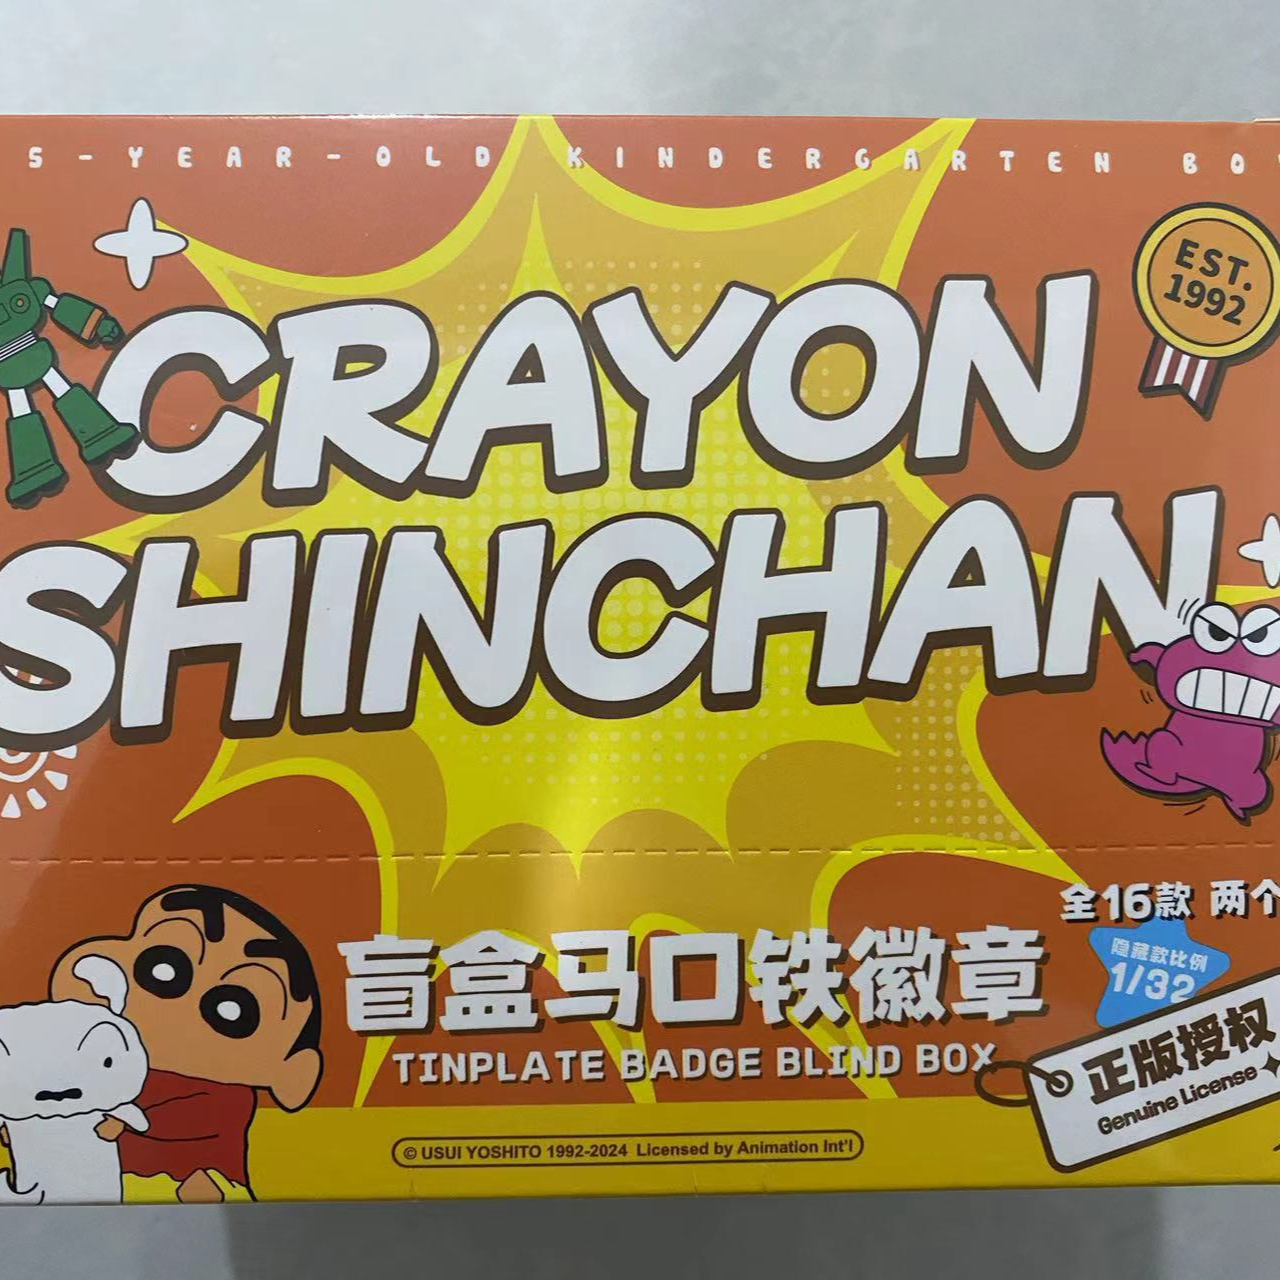 5-YEAR-OLD KINDERGARTEN BOY
EST.
1992
CRAYON
SHINCHAN
全16款 两个
隐藏款比例
1/32
盲盒马口铁徽章
TINPLATE BADGE BLIND BOX
正版授权
Genuine License
© USUI YOSHITO 1992-2024 Licensed by Animation Int'l